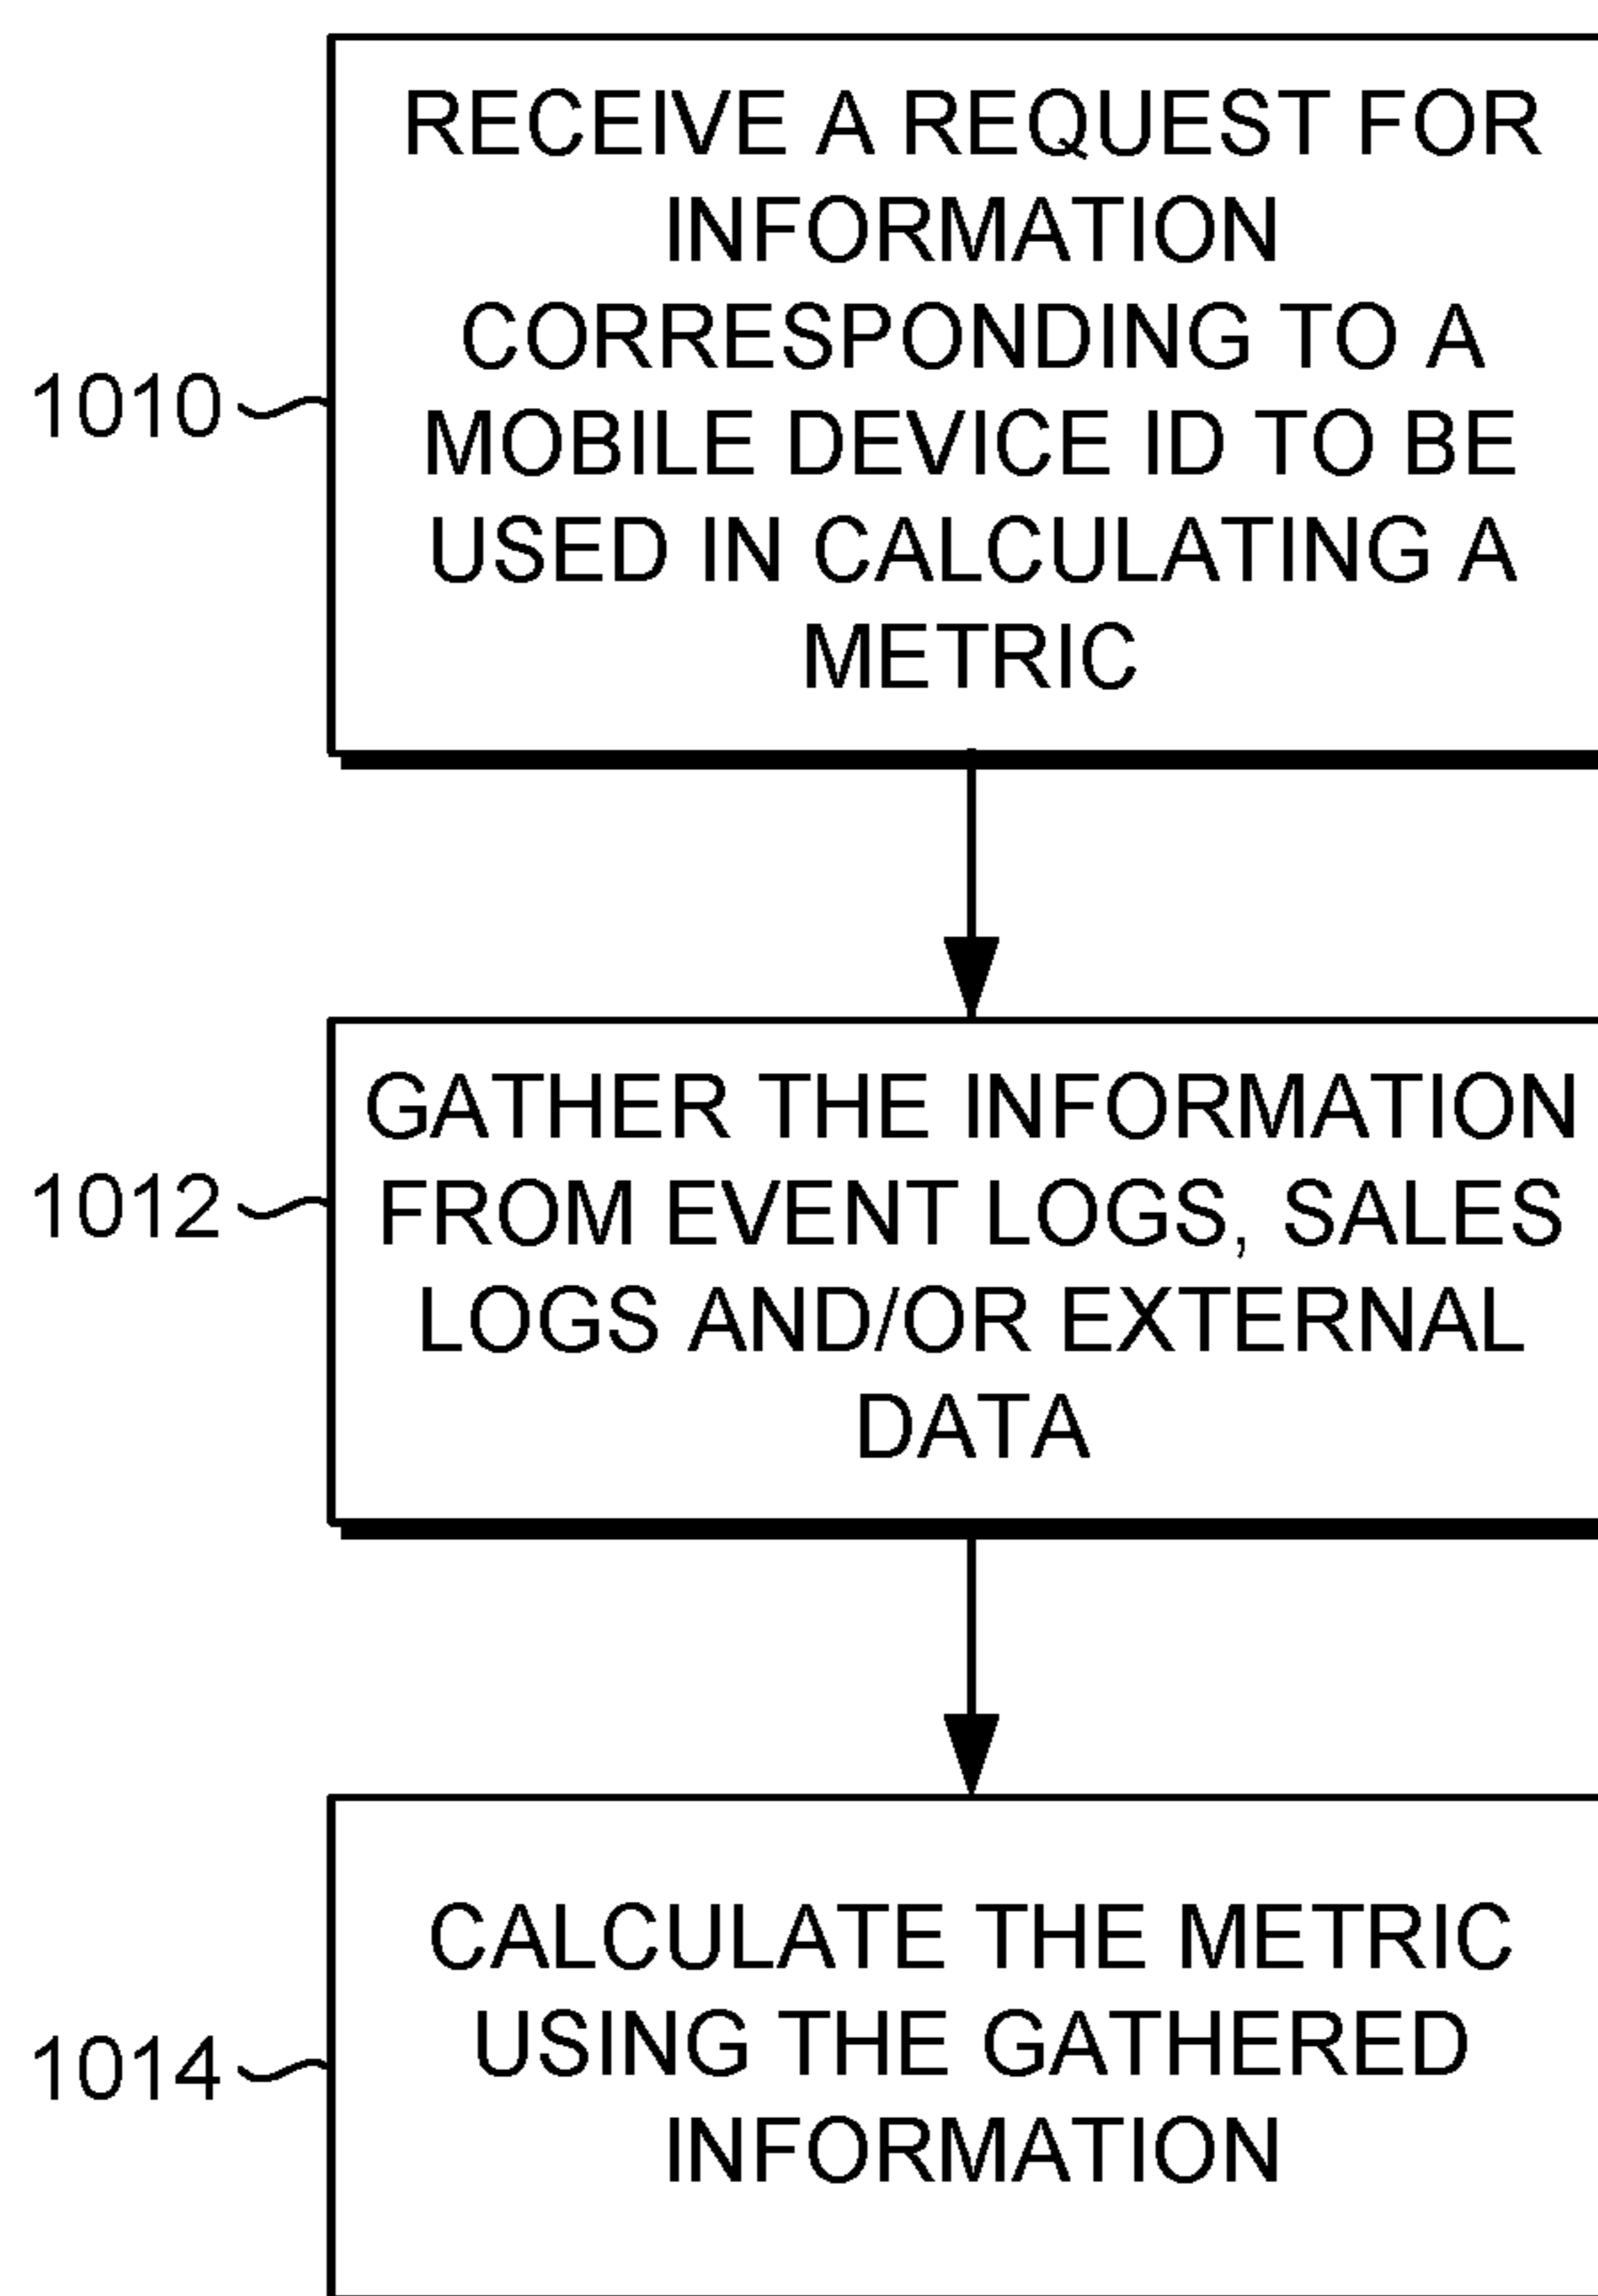 RECEIVE A REQUEST FOR
INFORMATION
CORRESPONDING TO A
1010
MOBILE DEVICE ID TO BE
USED IN CALCULATING A
METRIC
GATHER THE INFORMATION
1012
FROM EVENT LOGS, SALES
LOGS AND/OR EXTERNAL
DATA
CALCULATE THE METRIC
USING THE GATHERED
1014
INFORMATION